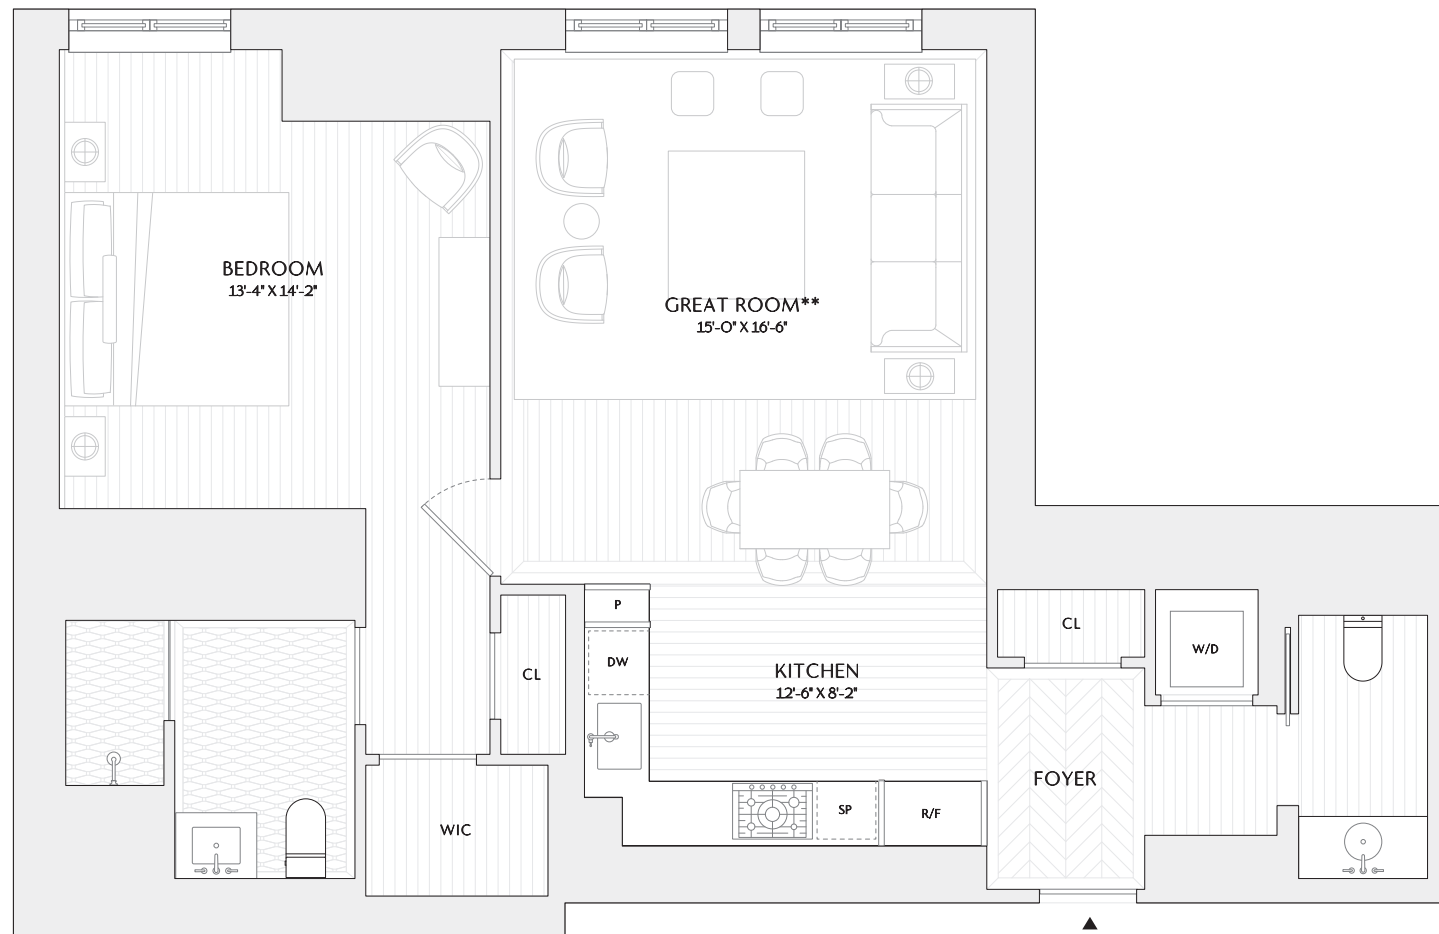 BEDROOM
13'-4" X 14'-2"
GREAT ROOM**
15'-0" X 16'-6"
P
DW
CL
KITCHEN
12'-6" X 8'-2"
CL
W/D
FOYER
SP
R/F
WIC